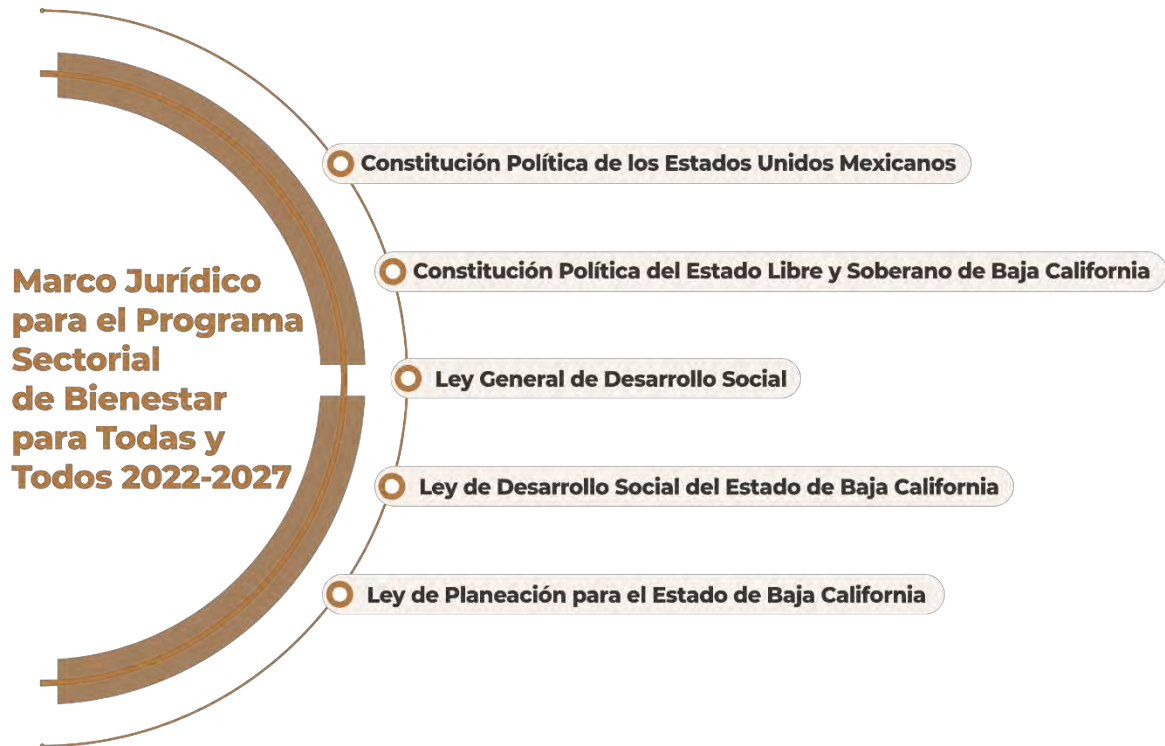 Marco Jurídico
para el Programa
Sectorial
de Bienestar
para Todas y
Todos 2022-2027
Constitución Política de los Estados Unidos Mexicanos
Constitución Política del Estado Libre y Soberano de Baja California
Ley General de Desarrollo Social
Ley de Desarrollo Social del Estado de Baja California
Ley de Planeación para el Estado de Baja California